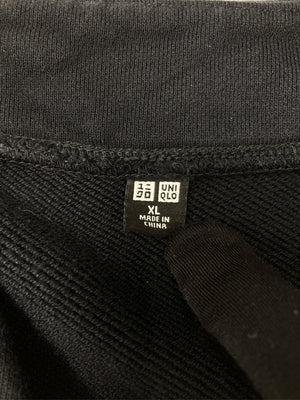 ユニ UNI
クロ QLO
XL
MADE IN
CHINA